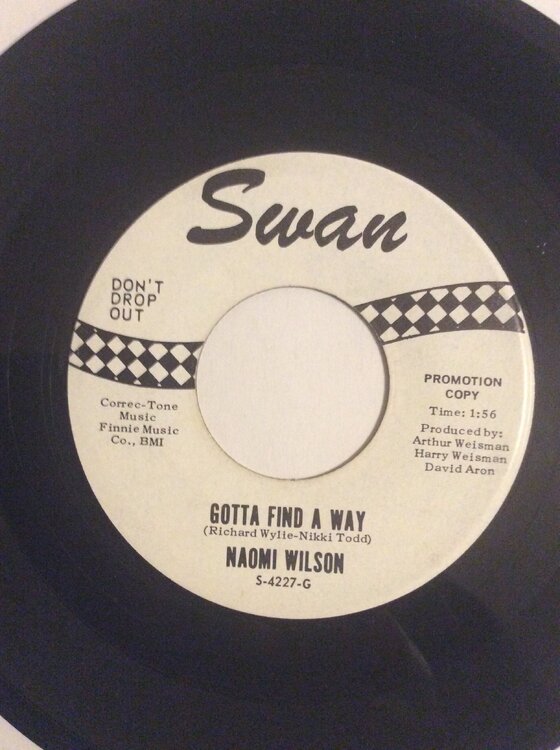 Swan
DON'T
DROP
OUT
Correc-Tone
Music
Finnie Music
Co., BMI
PROMOTION
COPY
Time: 1:56
Produced by:
Arthur Weisman
Harry Weisman
David Aron
GOTTA FIND A WAY
(Richard Wylie-Nikki Todd)
NAOMI WILSON
S-4227-G